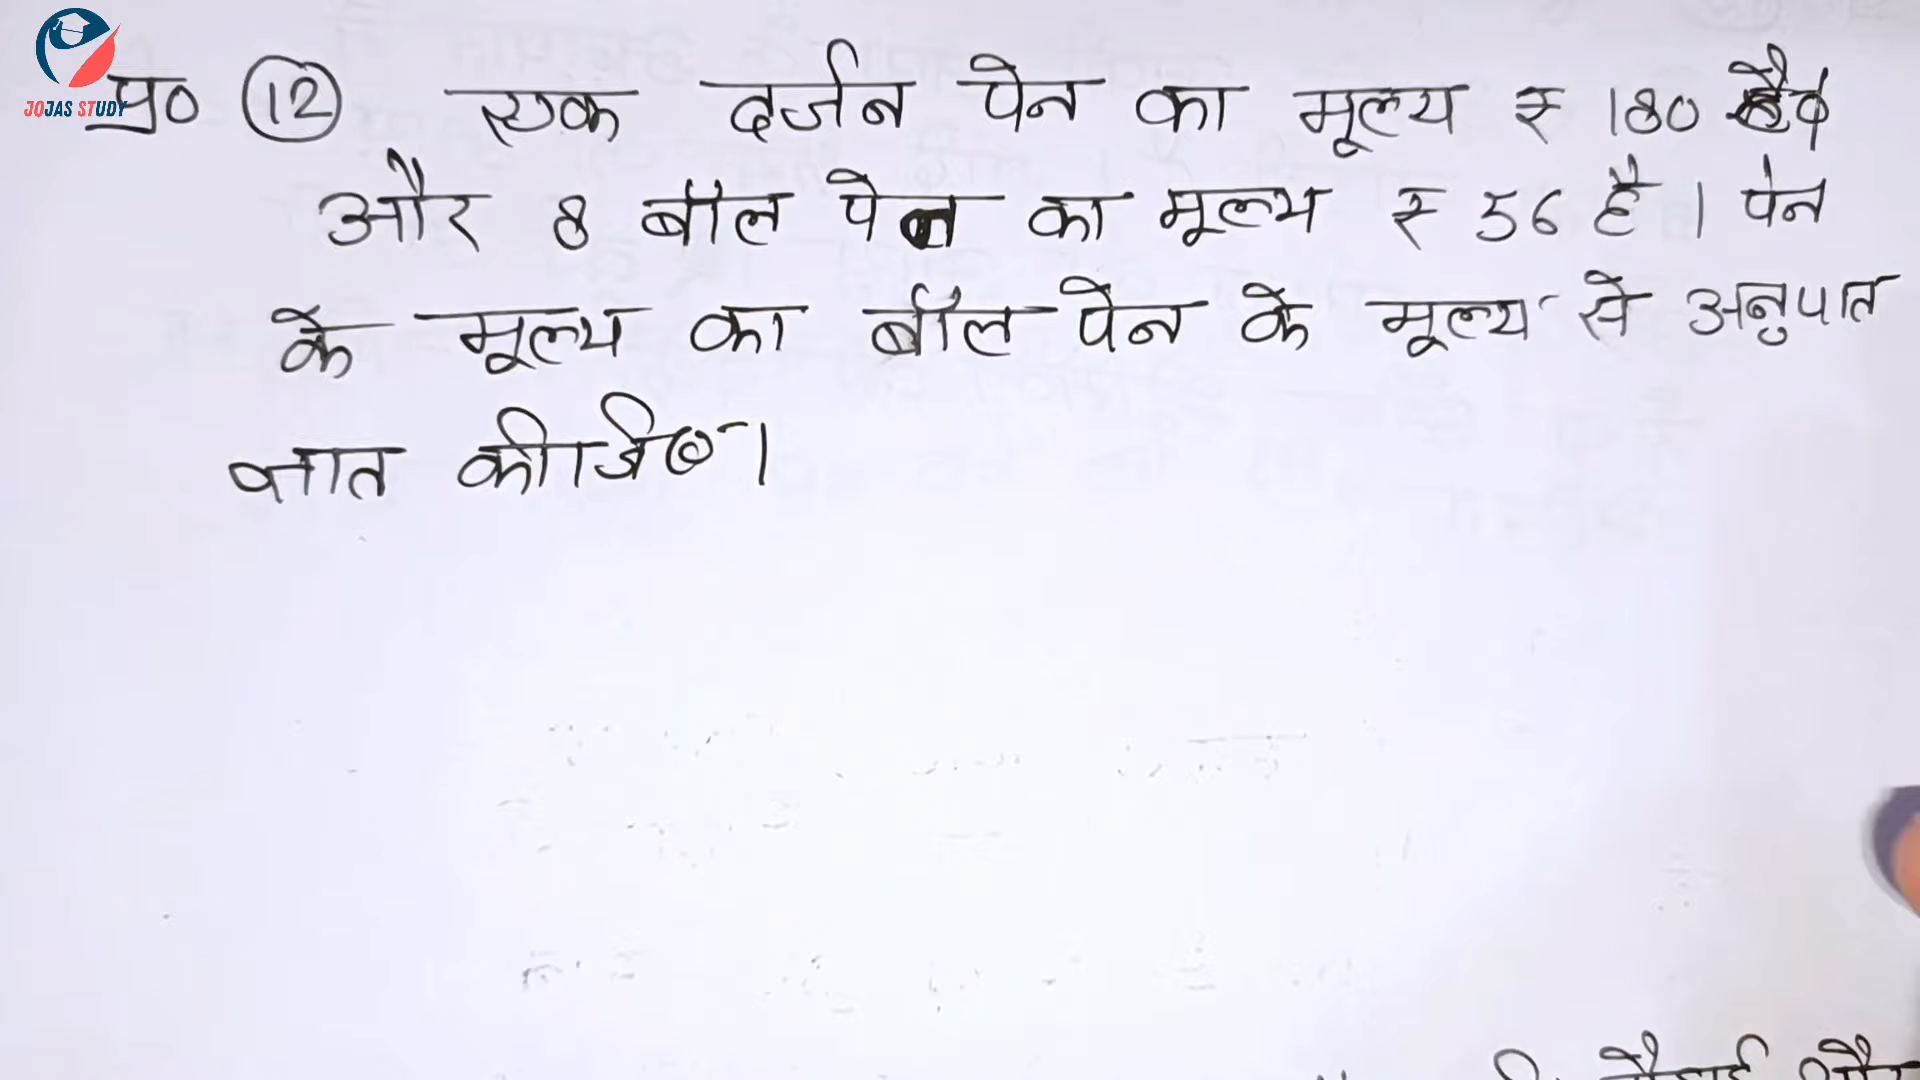 JOJAS STUDY
प्र० 12 एक दर्जन पेन का मूल्य ₹ 180 है
और 8 बॉल पेन का मूल्य ₹ 56 है। पेन
के मूल्य का बॉल पेन के मूल्य से अनुपात
ज्ञात कीजिए।